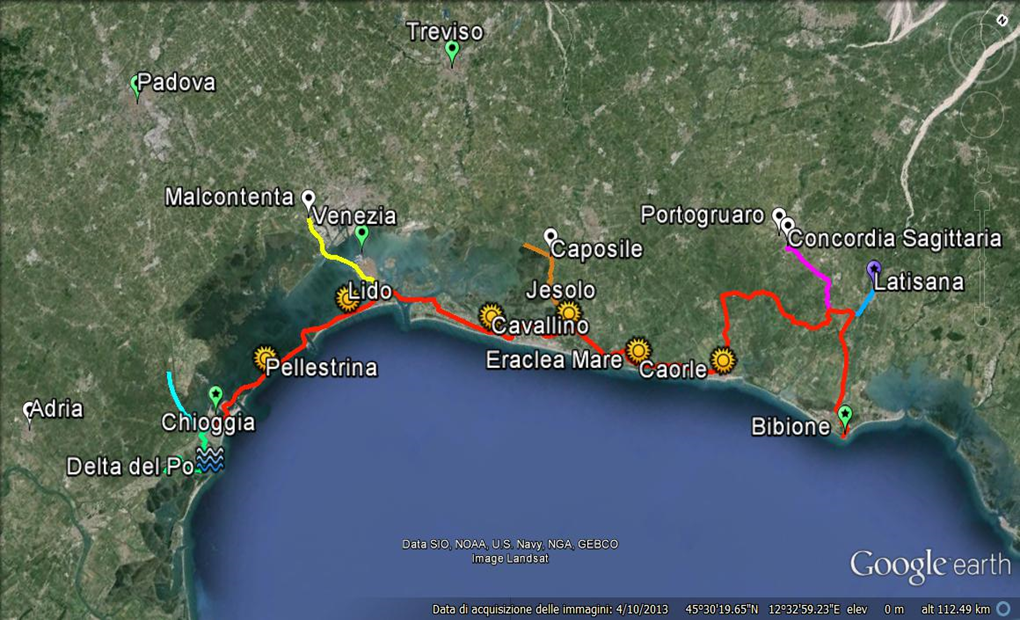 N
Treviso
Padova
Malcontenta
Venezia
Portogruaro
Concordia Sagittaria
Caposile
Latisana
Lido
Jesolo
Cavallino
Eraclea Mare
Caorle
Pellestrina
Adria
Chioggia
Bibione
Delta del Po
Data SIO, NOAA, U.S. Navy, NGA, GEBCO
Image Landsat
Google earth
Data di acquisizione delle immagini: 4/10/2013 45°30'19.65"N 12°32'59.23"E elev 0 m alt 112.49 km